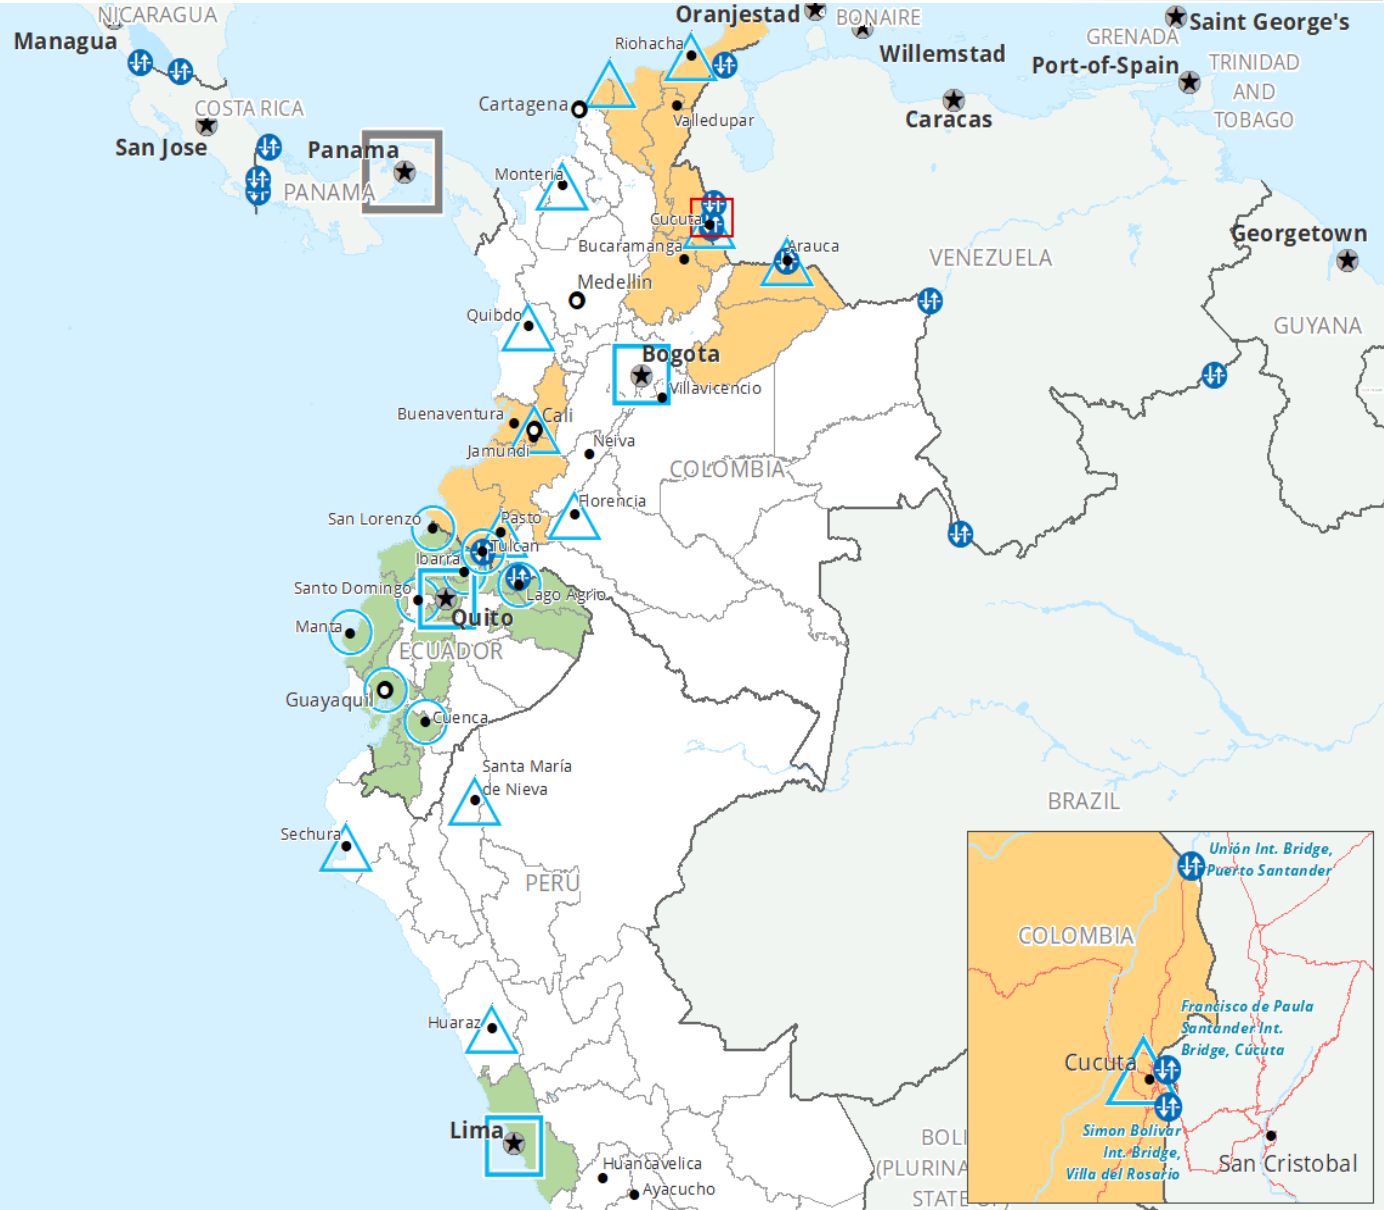 NICARAGUA
Managua
Oranjestad
BONAIRE
Saint George's
GRENADA
Willemstad
Port-of-Spain
TRINIDAD
AND
TOBAGO
Riohacha
COSTA RICA
San Jose
Cartagena
Valledupar
Caracas
Panama
PANAMA
Monteria
Cucuta
Bucaramanga
Arauca
VENEZUELA
Georgetown
Medellin
Quibdo
GUYANA
Bogota
Villavicencio
Buenaventura
Cali
Jamundi
Neiva
COLOMBIA
San Lorenzo
Pasto
Florencia
Tulcan
Ibarra
Santo Domingo
Lago Agrio
Quito
Manta
ECUADOR
Guayaquil
Cuenca
Santa María
de Nieva
Sechura
BRAZIL
PERU
Huaraz
Lima
Huancavelica
Ayacucho
BOLI
(PLURINA
STATE OF)
Unión Int. Bridge,
Puerto Santander
COLOMBIA
Francisco de Paula
Santander Int.
Bridge, Cúcuta
Cucuta
Simon Bolivar
Int. Bridge,
Villa del Rosario
San Cristobal